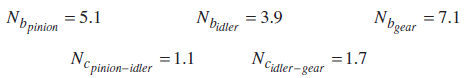 N_b_pinion = 5.1 N_b_idler = 3.9 N_b_gear = 7.1
N_c_pinion–idler = 1.1 N_c_idler–gear = 1.7